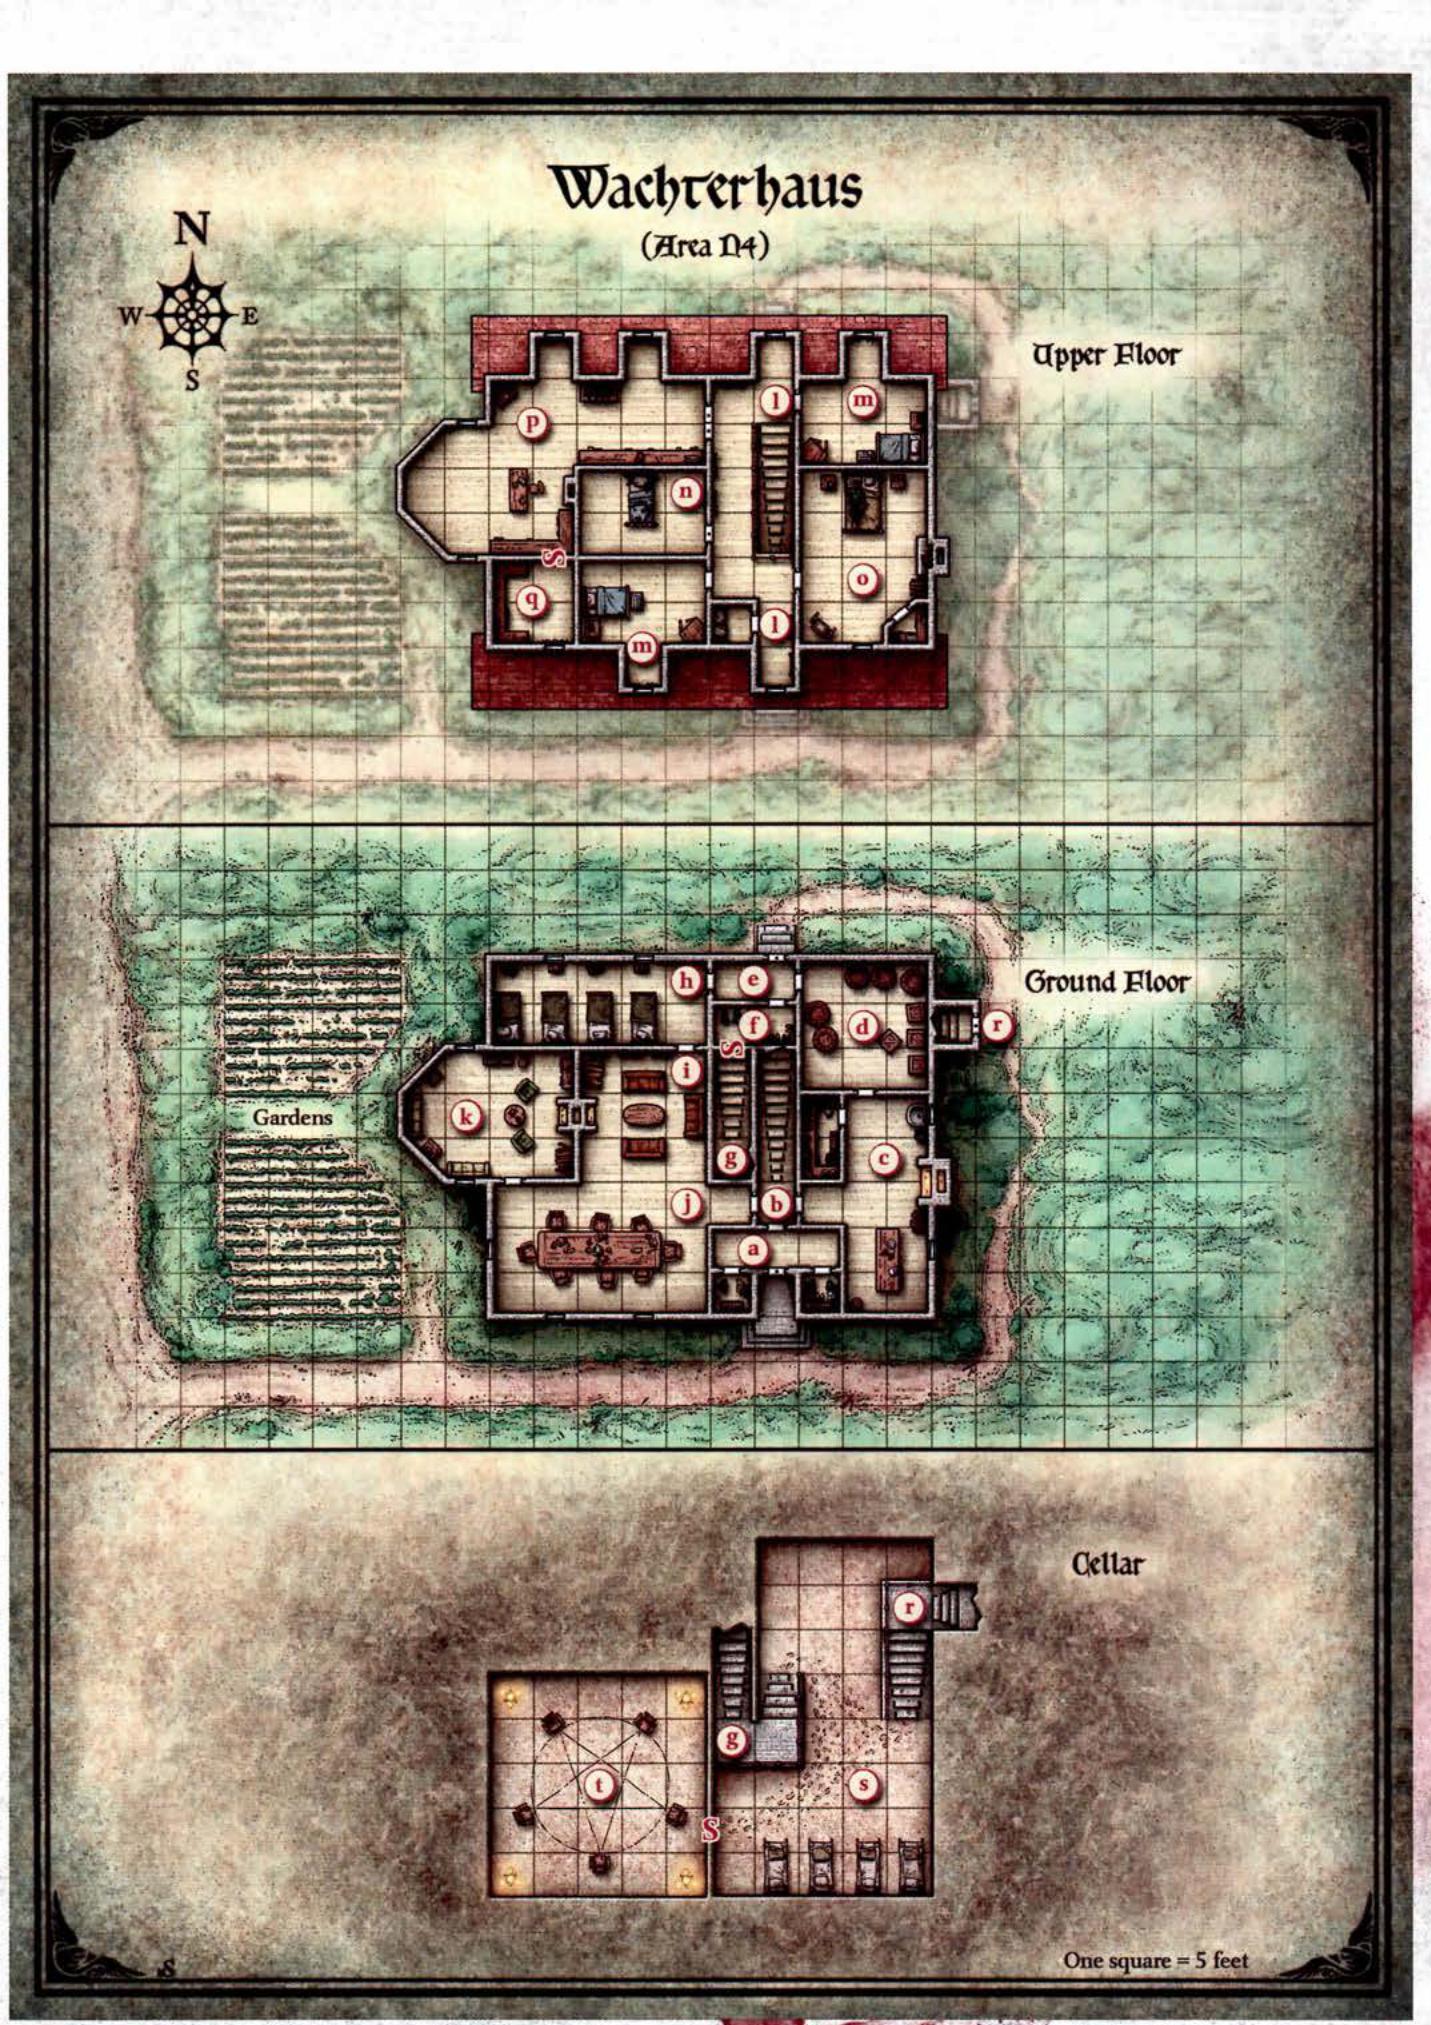 Wachterhaus
(Area N4)
N
W E
S
Upper Floor
l m
p
n
S
o
q
l
m
Ground Floor
h e
f d r
S
i
Gardens k
g c
j b
a
Cellar
r
g
t s
S
One square = 5 feet